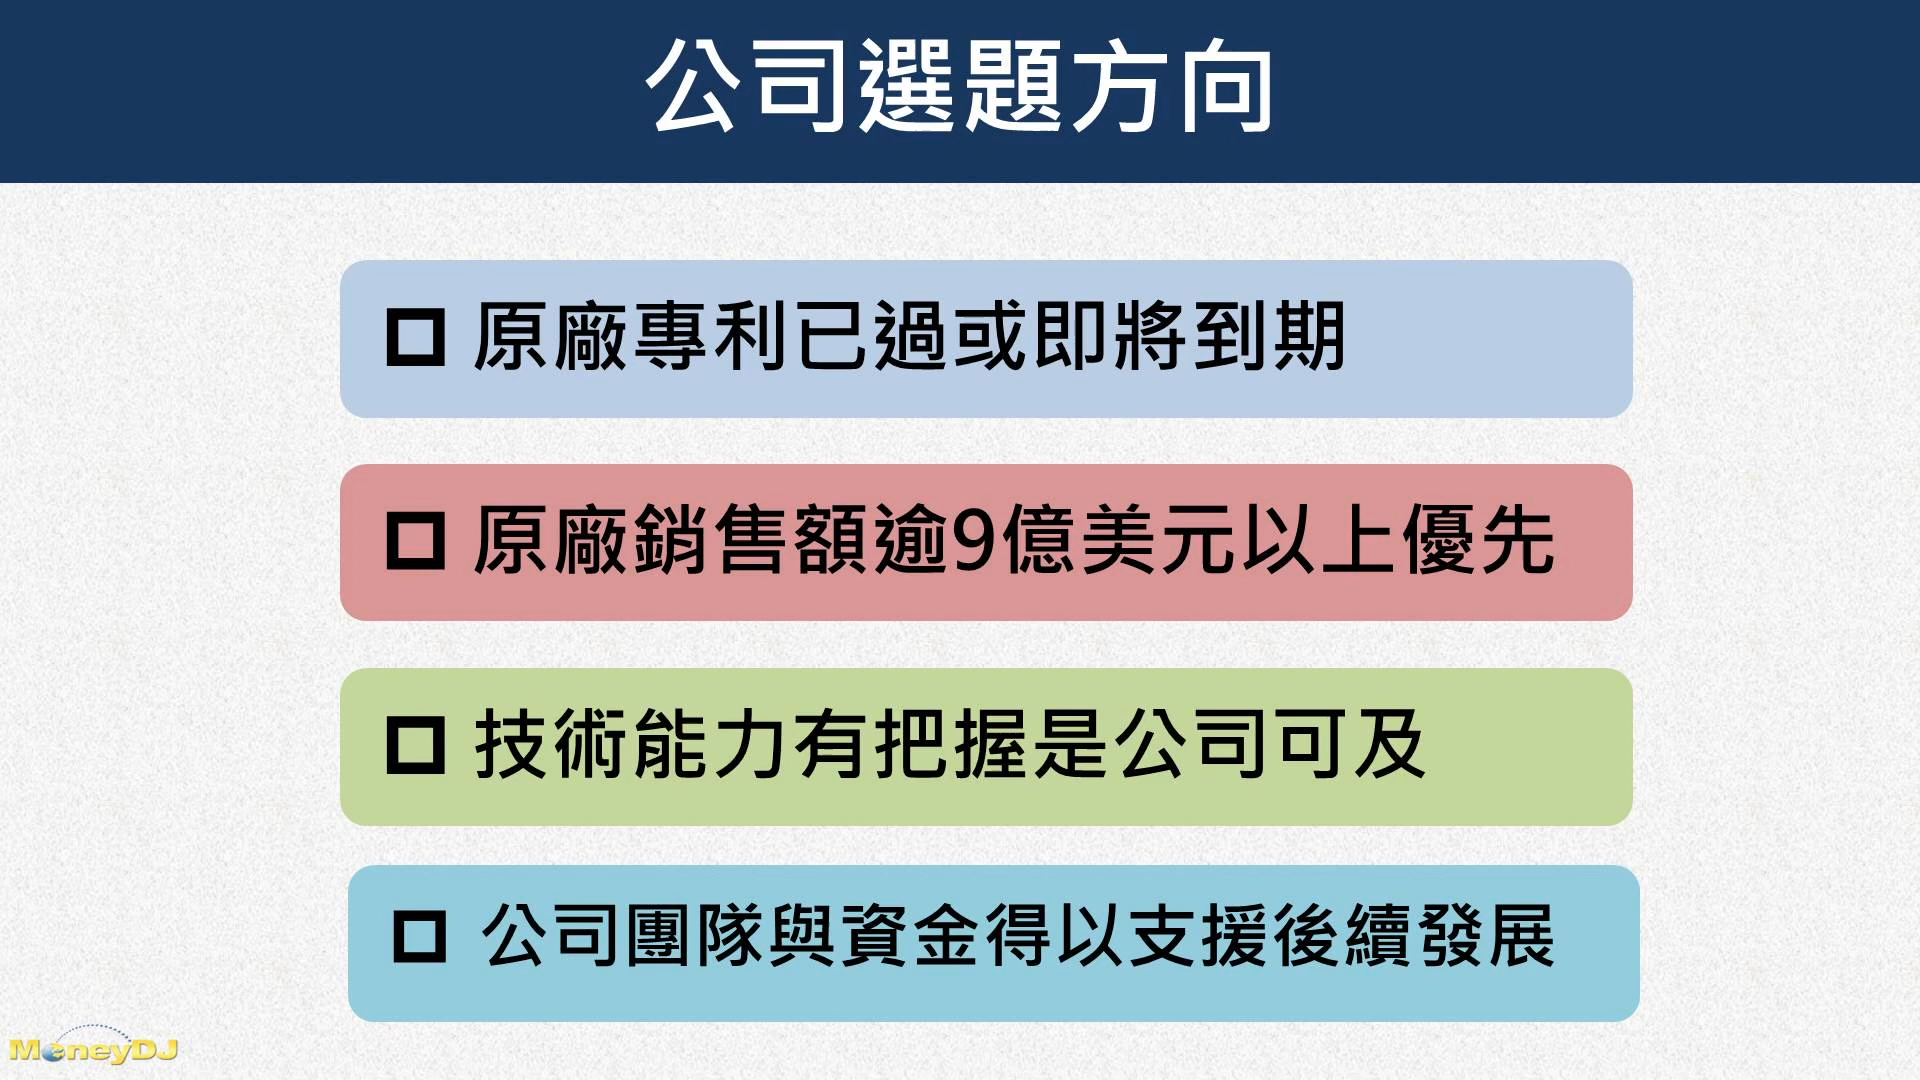 公司選題方向
原廠專利已過或即將到期
原廠銷售額逾9億美元以上優先
技術能力有把握是公司可及
公司團隊與資金得以支援後續發展
MoneyDJ